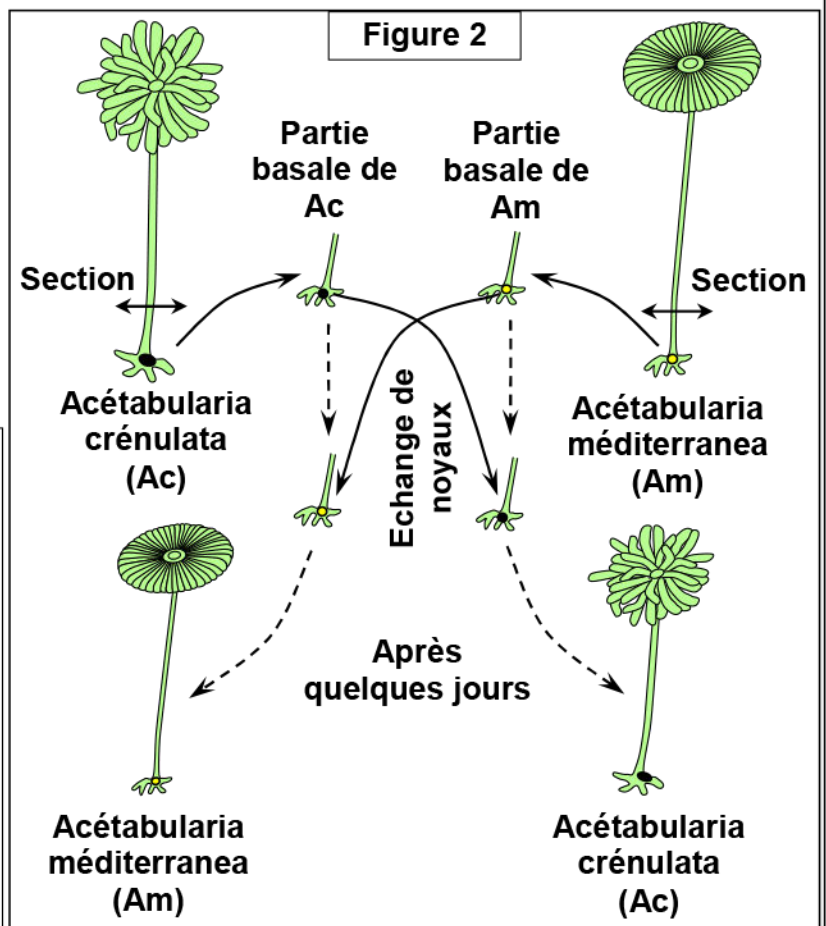 Figure 2
Partie
basale de
Ac
Partie
basale de
Am
Section
Section
Acétabularia
crénulata
(Ac)
Acétabularia
méditerranea
(Am)
Echange de
noyaux
Après
quelques jours
Acétabularia
méditerranea
(Am)
Acétabularia
crénulata
(Ac)